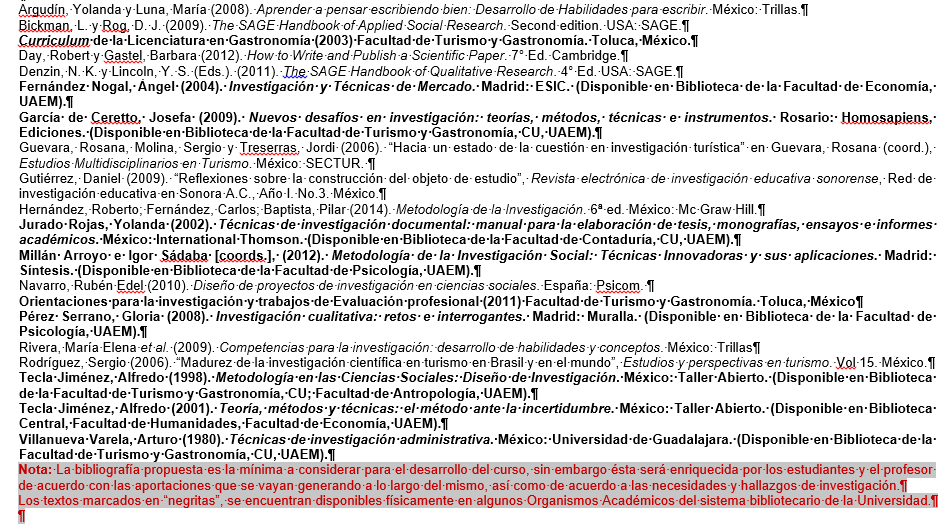 Argudín, Yolanda y Luna, María (2008). Aprender a pensar escribiendo bien: Desarrollo de Habilidades para escribir. México: Trillas.¶
Bickman, L. y Rog, D. J. (2009). The SAGE Handbook of Applied Social Research. Second edition. USA: SAGE.¶
Curriculum de la Licenciatura en Gastronomía (2003) Facultad de Turismo y Gastronomía. Toluca, México.¶
Day, Robert y Gastel, Barbara (2012). How to Write and Publish a Scientific Paper. 7° Ed. Cambridge.¶
Denzin, N. K. y Lincoln, Y. S. (Eds.). (2011). The SAGE Handbook of Qualitative Research. 4° Ed. USA: SAGE.¶
Fernández Nogal, Ángel (2004). Investigación y Técnicas de Mercado. Madrid: ESIC. (Disponible en Biblioteca de la Facultad de Economía, UAEM).¶
García de Ceretto, Josefa (2009). Nuevos desafíos en investigación: teorías, métodos, técnicas e instrumentos. Rosario: Homosapiens, Ediciones. (Disponible en Biblioteca de la Facultad de Turismo y Gastronomía, CU, UAEM).¶
Guevara, Rosana, Molina, Sergio y Treserras, Jordi (2006). “Hacia un estado de la cuestión en investigación turística” en Guevara, Rosana (coord.), Estudios Multidisciplinarios en Turismo. México: SECTUR. ¶
Gutiérrez, Daniel (2009). “Reflexiones sobre la construcción del objeto de estudio”, Revista electrónica de investigación educativa sonorense, Red de investigación educativa en Sonora A.C., Año I. No.3. México.¶
Hernández, Roberto; Fernández, Carlos; Baptista, Pilar (2014). Metodología de la Investigación. 6ª ed. México: Mc Graw Hill.¶
Jurado Rojas, Yolanda (2002). Técnicas de investigación documental: manual para la elaboración de tesis, monografías, ensayos e informes académicos. México: International Thomson. (Disponible en Biblioteca de la Facultad de Contaduría, CU, UAEM).¶
Millán Arroyo e Igor Sádaba [coords.], (2012). Metodología de la Investigación Social: Técnicas Innovadoras y sus aplicaciones. Madrid: Síntesis. (Disponible en Biblioteca de la Facultad de Psicología, UAEM).¶
Navarro, Rubén Edel (2010). Diseño de proyectos de investigación en ciencias sociales. España: Psicom. ¶
Orientaciones para la investigación y trabajos de Evaluación profesional (2011) Facultad de Turismo y Gastronomía. Toluca, México¶
Pérez Serrano, Gloria (2008). Investigación cualitativa: retos e interrogantes. Madrid: Muralla. (Disponible en Biblioteca de la Facultad de Psicología, UAEM).¶
Rivera, María Elena et al. (2009). Competencias para la investigación: desarrollo de habilidades y conceptos. México: Trillas¶
Rodríguez, Sergio (2006). “Madurez de la investigación científica en turismo en Brasil y en el mundo”, Estudios y perspectivas en turismo. Vol 15. México.¶
Tecla Jiménez, Alfredo (1998). Metodología en las Ciencias Sociales: Diseño de Investigación. México: Taller Abierto. (Disponible en Biblioteca de la Facultad de Turismo y Gastronomía, CU; Facultad de Antropología, UAEM).¶
Tecla Jiménez, Alfredo (2001). Teoría, métodos y técnicas: el método ante la incertidumbre. México: Taller Abierto. (Disponible en Biblioteca Central, Facultad de Humanidades, Facultad de Economía, UAEM).¶
Villanueva Varela, Arturo (1980). Técnicas de investigación administrativa. México: Universidad de Guadalajara. (Disponible en Biblioteca de la Facultad de Turismo y Gastronomía, CU, UAEM).¶
Nota: La bibliografía propuesta es la mínima a considerar para el desarrollo del curso, sin embargo ésta será enriquecida por los estudiantes y el profesor de acuerdo con las aportaciones que se vayan generando a lo largo del mismo, así como de acuerdo a las necesidades y hallazgos de investigación.¶
Los textos marcados en “negritas”, se encuentran disponibles físicamente en algunos Organismos Académicos del sistema bibliotecario de la Universidad.¶
¶